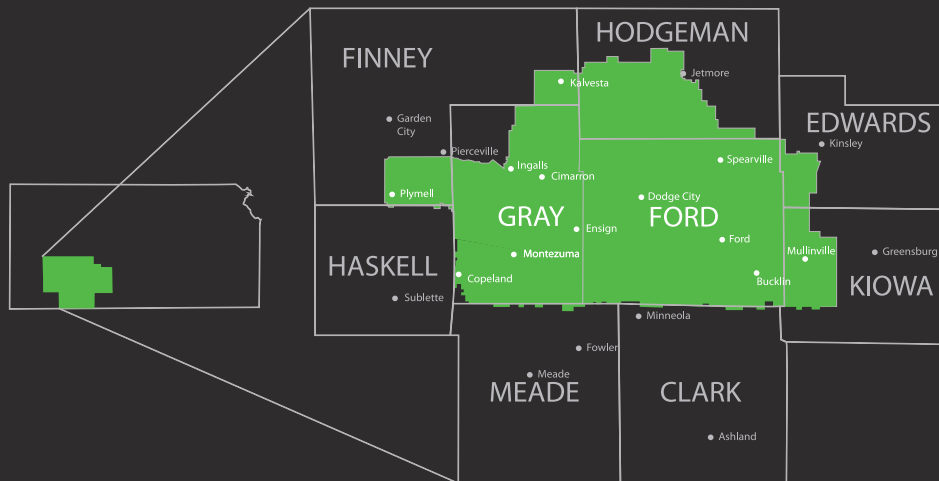 HODGEMAN
FINNEY
Jetmore
Kalvesta
Garden
City
EDWARDS
Kinsley
Pierceville
Spearville
Ingalls
Cimarron
Plymell
Dodge City
GRAY
FORD
Ensign
Ford
Mullinville
Greensburg
Montezuma
HASKELL
Copeland
Bucklin
KIOWA
Sublette
Minneola
Fowler
Meade
MEADE
CLARK
Ashland